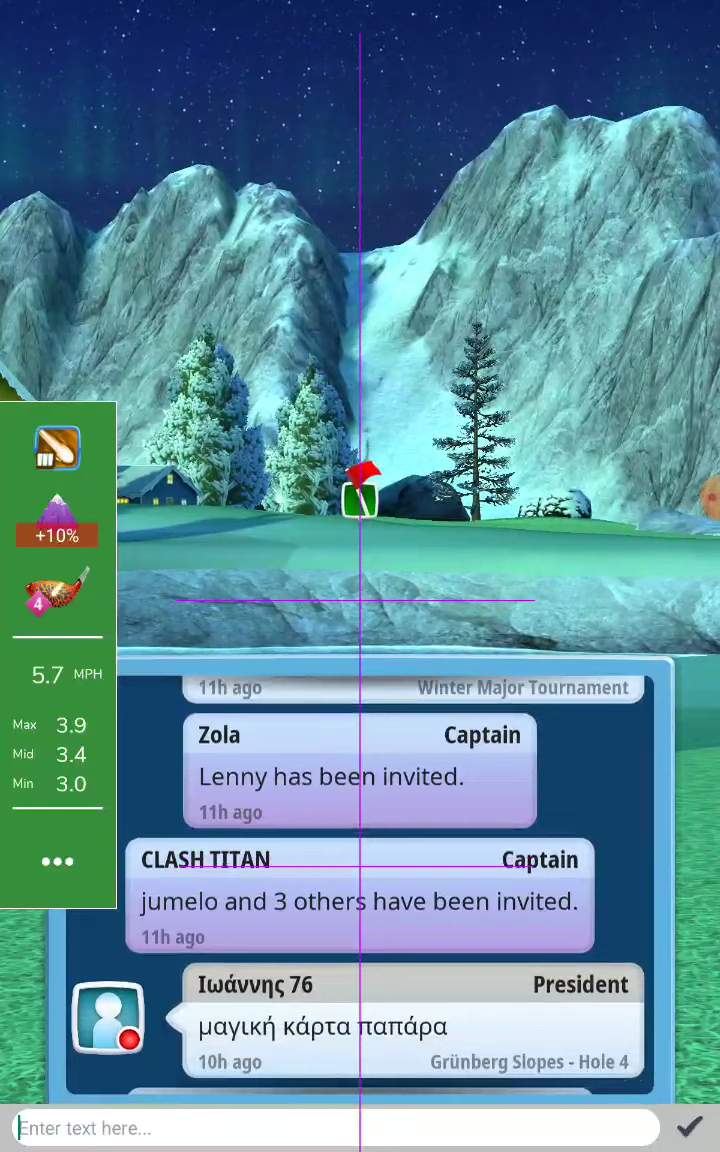 +10%
4
5.7 MPH
Max 3.9
Mid 3.4
Min 3.0
•••
11h ago Winter Major Tournament
Zola Captain
Lenny has been invited.
11h ago
CLASH TITAN Captain
jumelo and 3 others have been invited.
11h ago
Ιωάννης 76 President
μαγική κάρτα παπάρα
10h ago Grünberg Slopes - Hole 4
Enter text here...